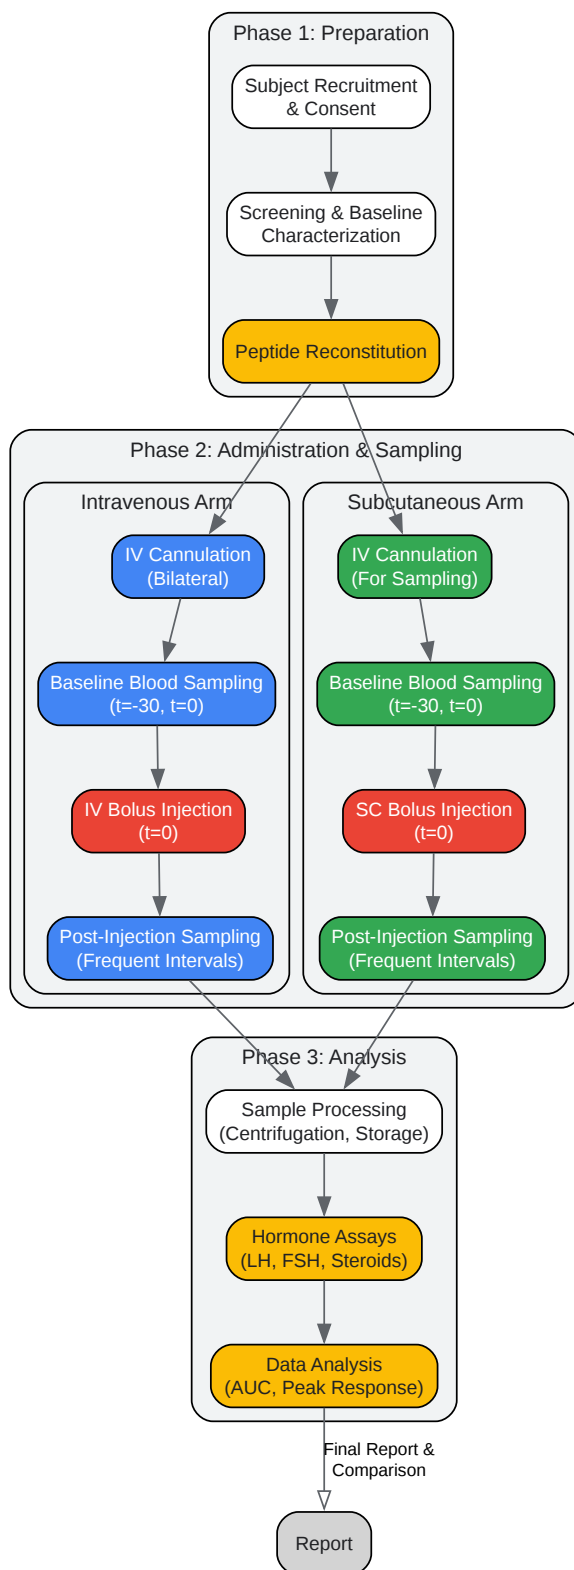 Phase 1: Preparation
Subject Recruitment
& Consent
Screening & Baseline
Characterization
Peptide Reconstitution
Phase 2: Administration & Sampling
Intravenous Arm
IV Cannulation
(Bilateral)
Baseline Blood Sampling
(t=-30, t=0)
IV Bolus Injection
(t=0)
Post-Injection Sampling
(Frequent Intervals)
Subcutaneous Arm
IV Cannulation
(For Sampling)
Baseline Blood Sampling
(t=-30, t=0)
SC Bolus Injection
(t=0)
Post-Injection Sampling
(Frequent Intervals)
Phase 3: Analysis
Sample Processing
(Centrifugation, Storage)
Hormone Assays
(LH, FSH, Steroids)
Data Analysis
(AUC, Peak Response)
Final Report &
Comparison
Report